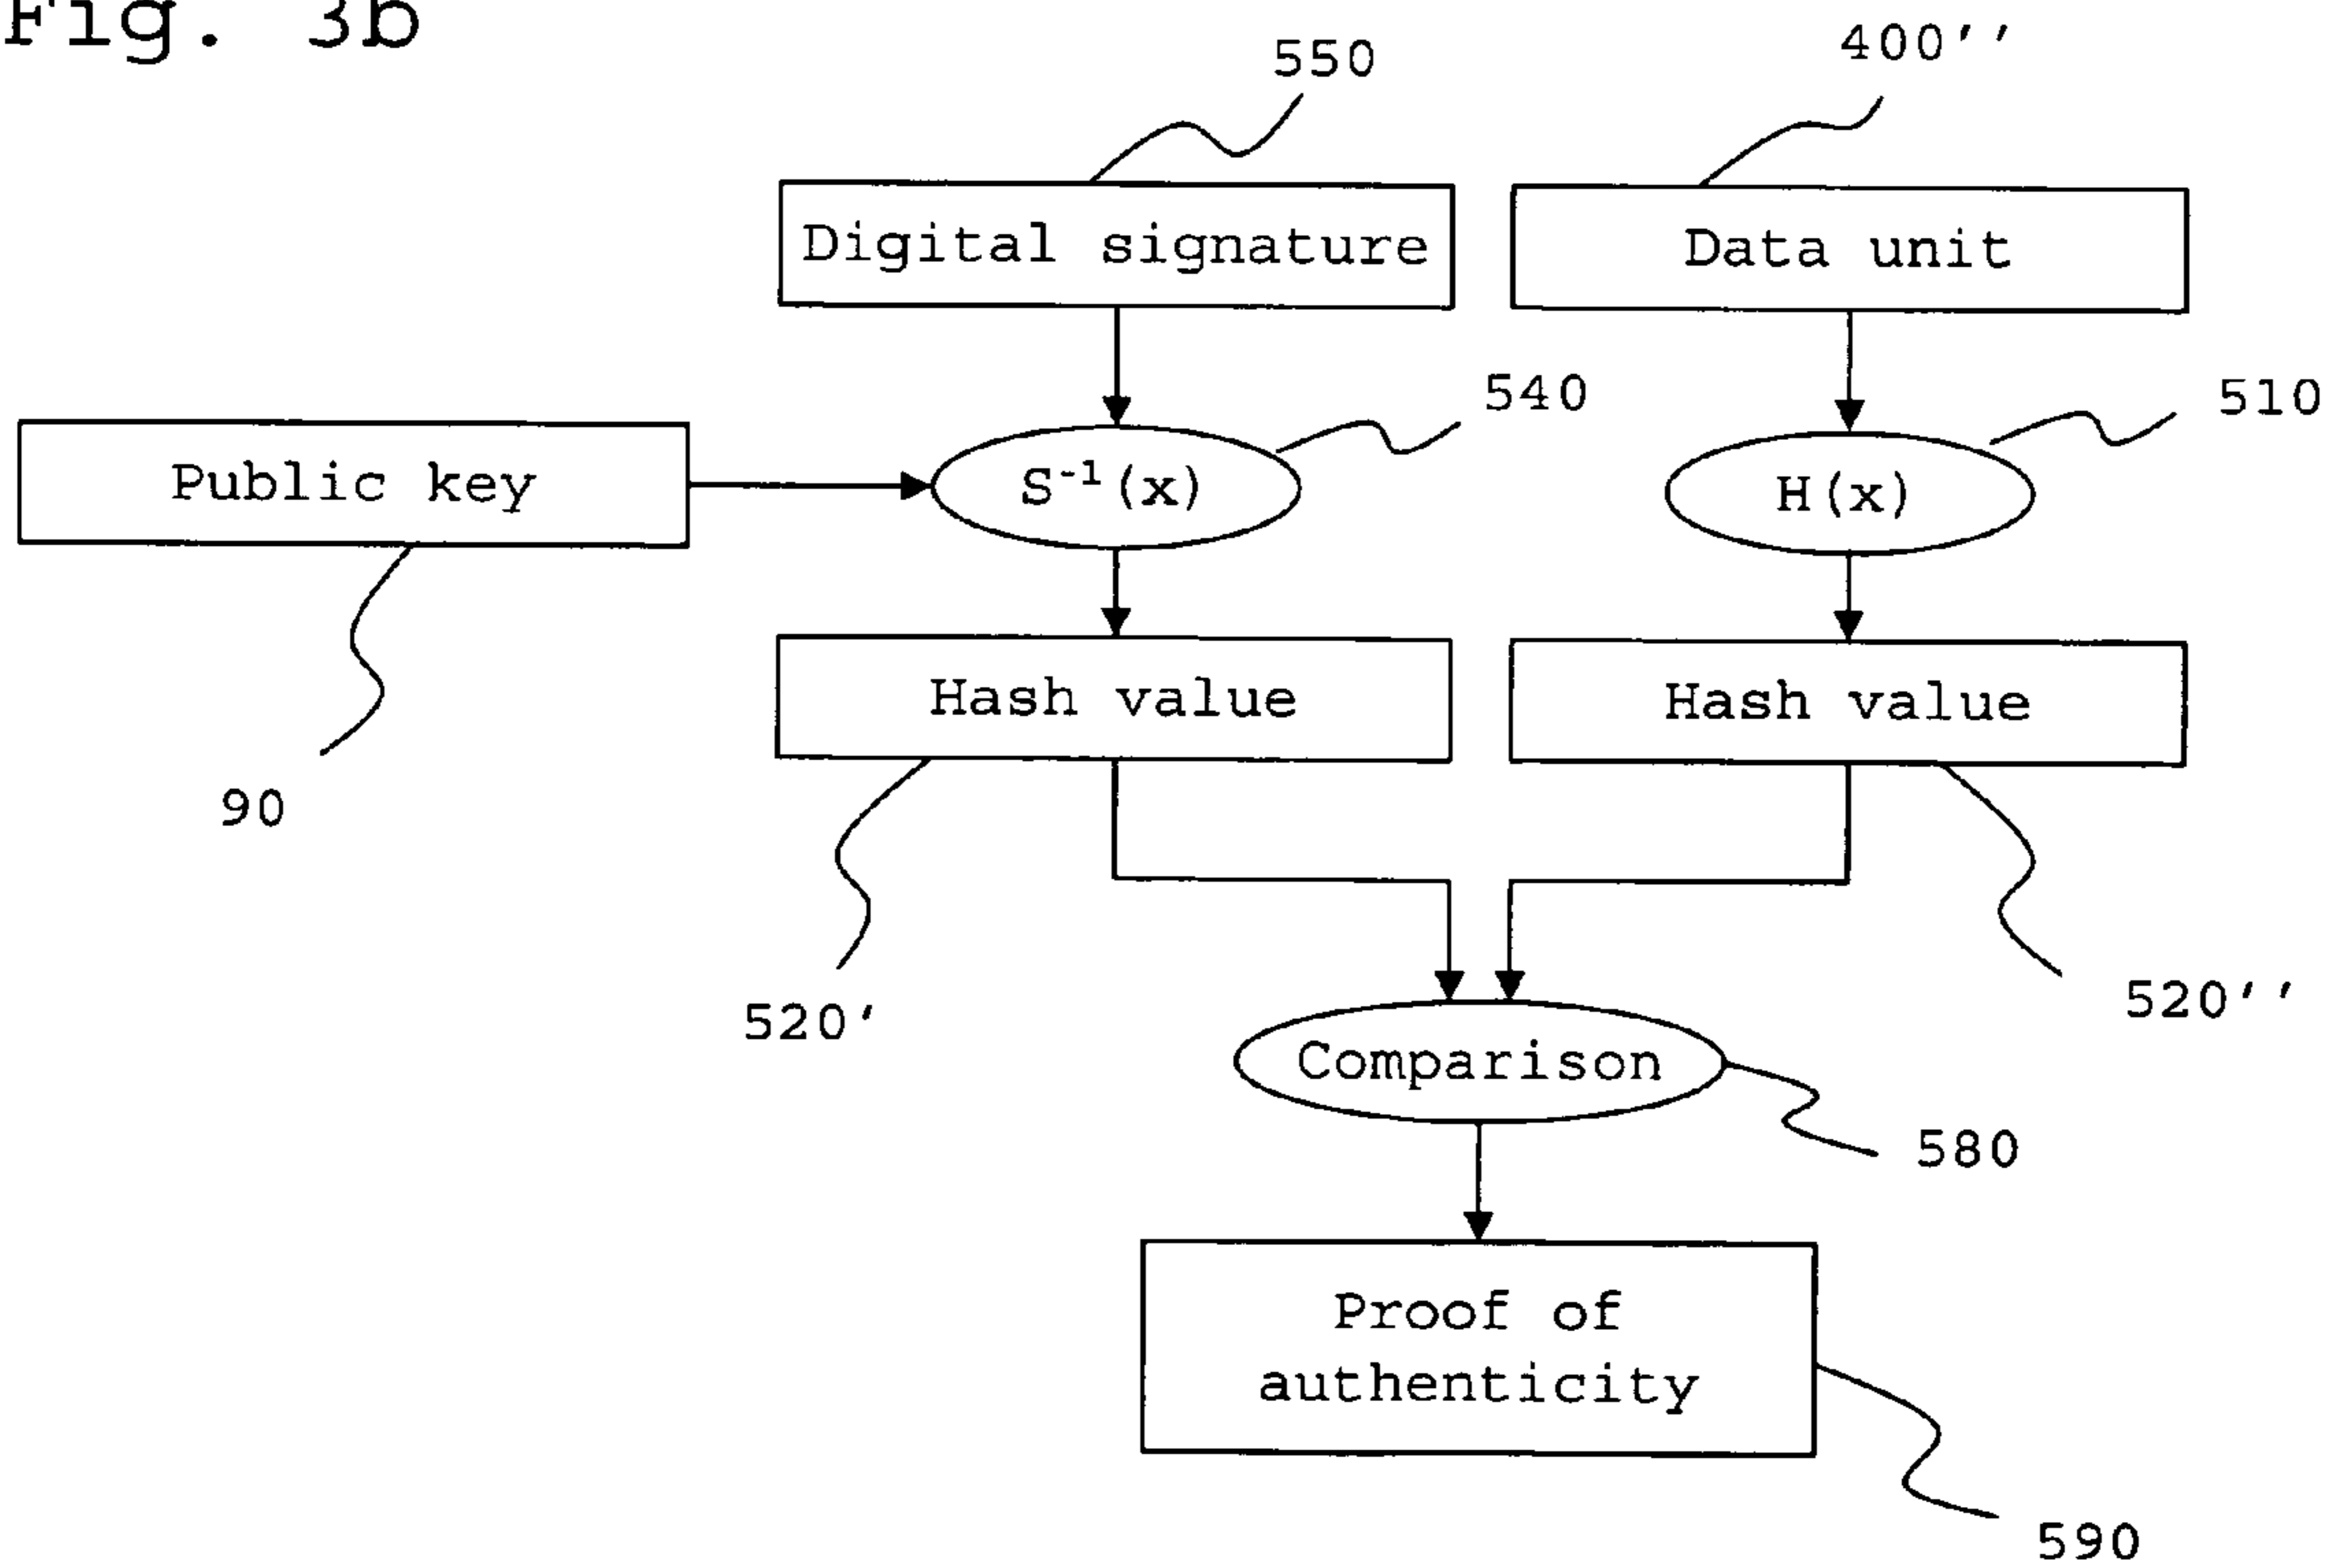 Fig. 3b
550
400′′
Digital signature
Data unit
540
510
Public key
S⁻¹(x)
H(x)
Hash value
Hash value
90
520‘
520‘‘
Comparison
580
Proof of
authenticity
590